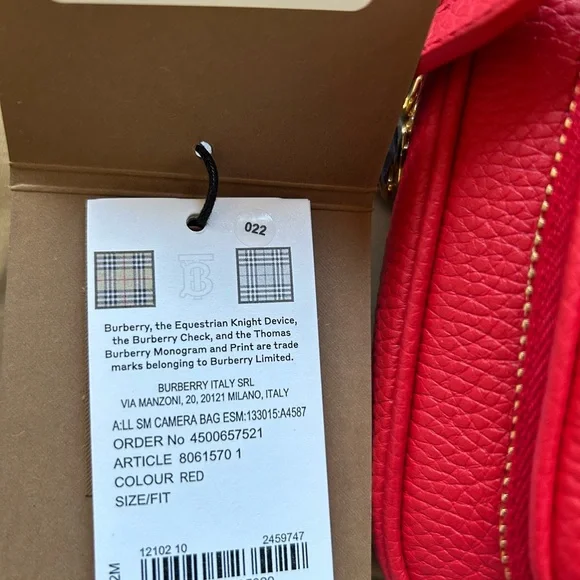 022
TB
Burberry, the Equestrian Knight Device,
the Burberry Check, and the Thomas
Burberry Monogram and Print are trade
marks belonging to Burberry Limited.
BURBERRY ITALY SRL
VIA MANZONI, 20, 20121 MILANO, ITALY
A:LL SM CAMERA BAG ESM:133015:A4587
ORDER No 4500657521
ARTICLE 8061570 1
COLOUR RED
SIZE/FIT
12102 10 2459747